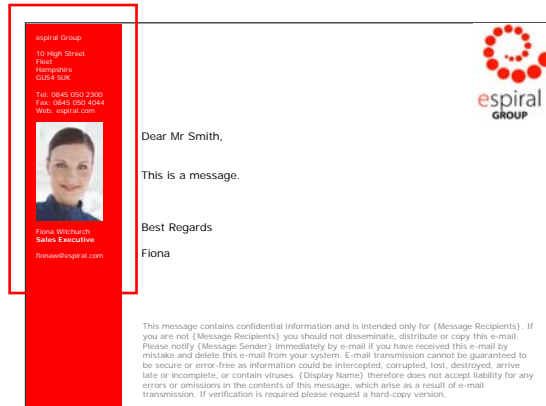 espiral Group
10 High Street
Fleet
Hampshire
GU54 5UK
Tel: 0845 050 2300
Fax: 0845 050 4044
Web: espiral.com
Fiona Witchurch
Sales Executive
fionaw@espiral.com
espiral
GROUP
Dear Mr Smith,
This is a message.
Best Regards
Fiona
This message contains confidential information and is intended only for {Message Recipients}. If
you are not {Message Recipients} you should not disseminate, distribute or copy this e-mail.
Please notify {Message Sender} immediately by e-mail if you have received this e-mail by
mistake and delete this e-mail from your system. E-mail transmission cannot be guaranteed to
be secure or error-free as information could be intercepted, corrupted, lost, destroyed, arrive
late or incomplete, or contain viruses. {Display Name} therefore does not accept liability for any
errors or omissions in the contents of this message, which arise as a result of e-mail
transmission. If verification is required please request a hard-copy version.